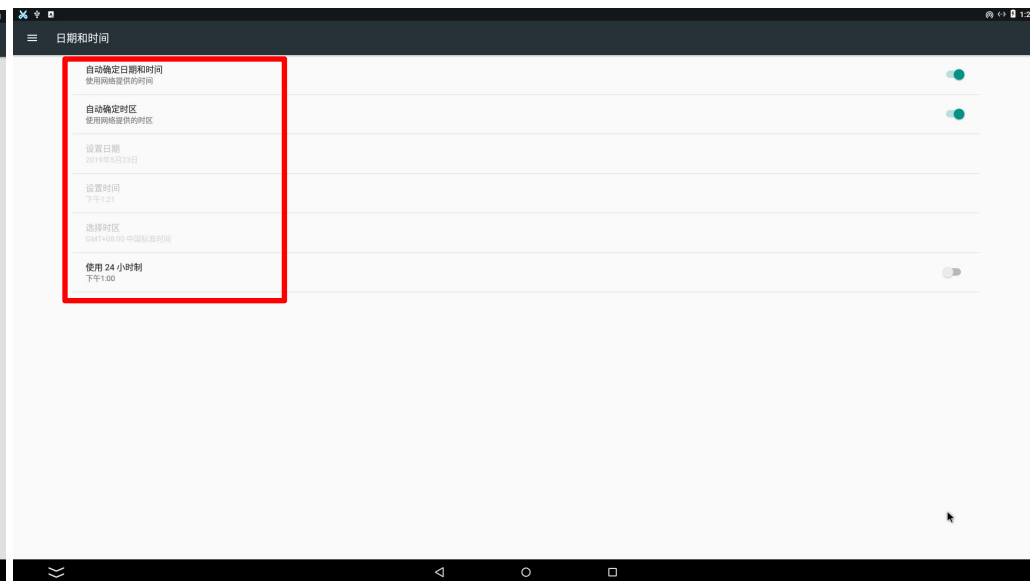 1:2
日期和时间
自动确定日期和时间
使用网络提供的时间
自动确定时区
使用网络提供的时区
设置日期
2019年5月23日
设置时间
下午1:21
选择时区
GMT+08:00 中国标准时间
使用 24 小时制
下午1:00